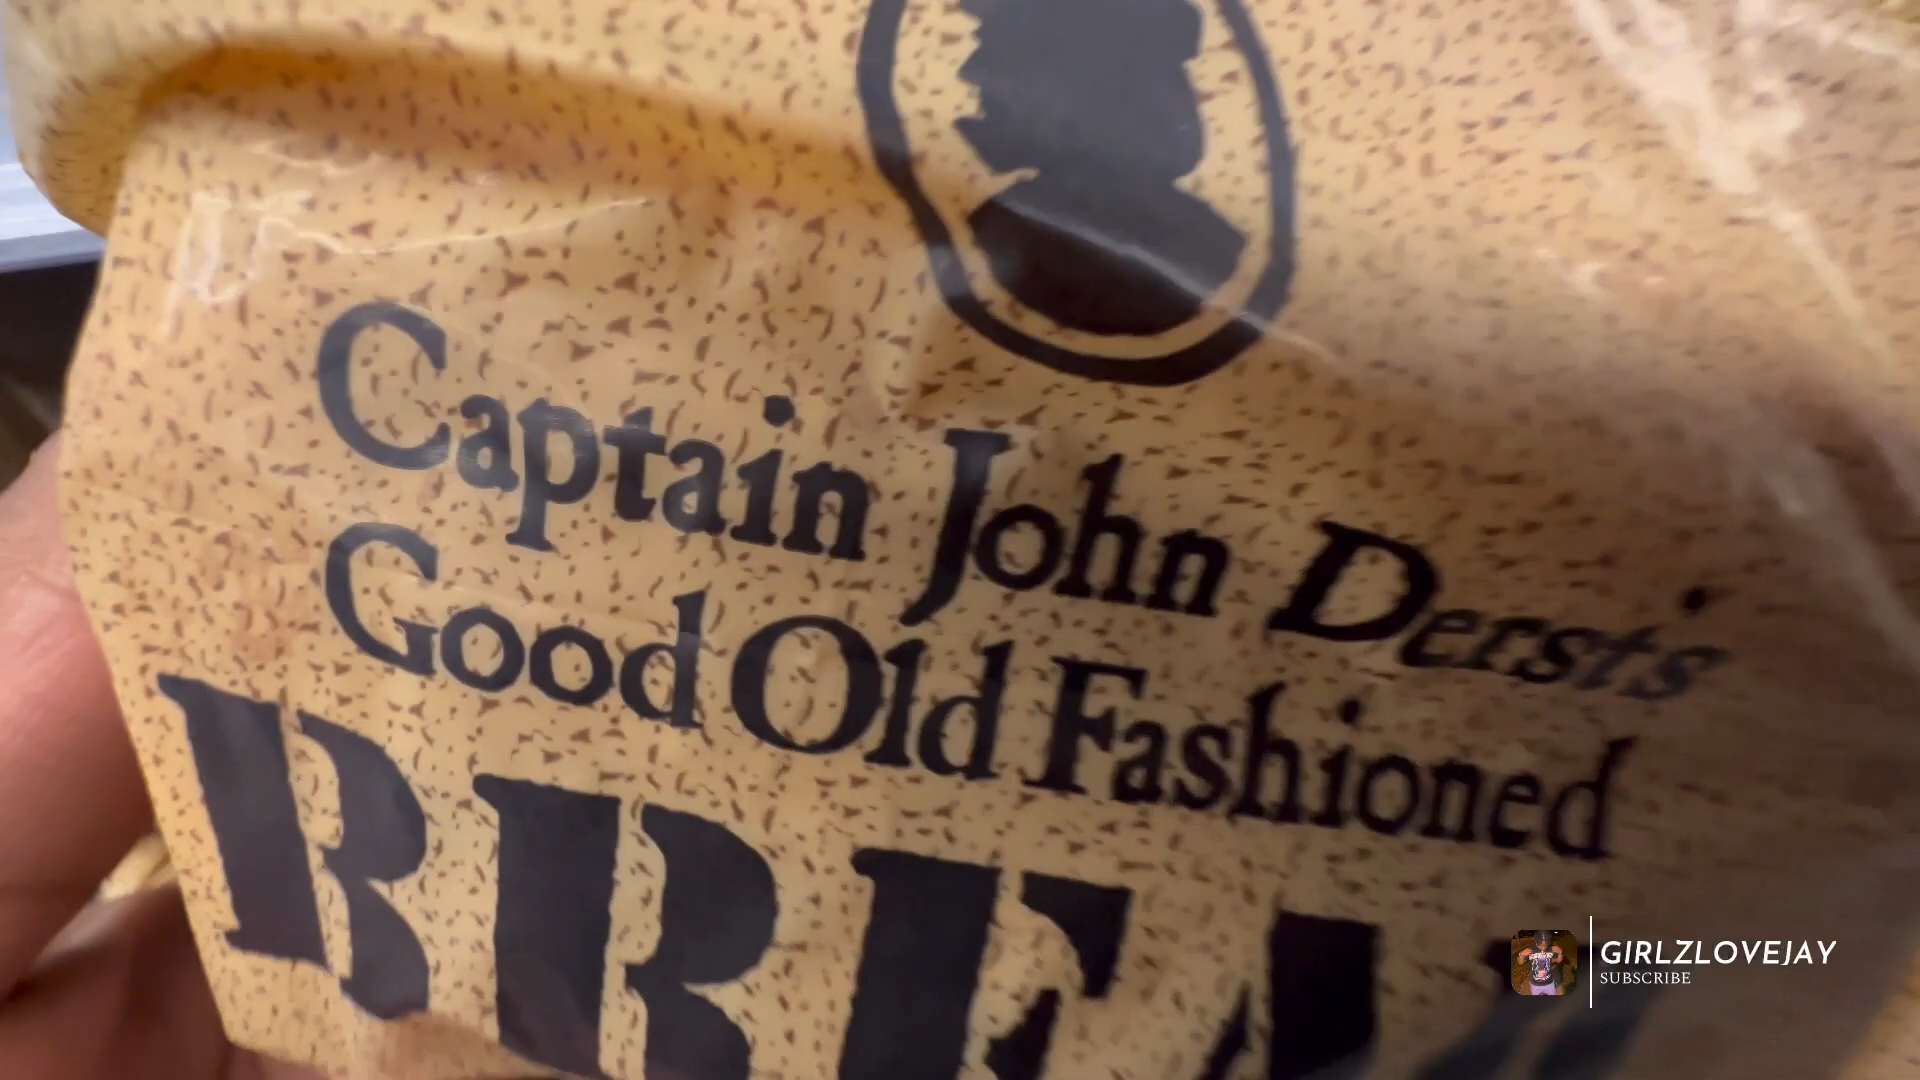 Captain John Derst's
Good Old Fashioned
BREA
GIRLZLOVEJAY
SUBSCRIBE